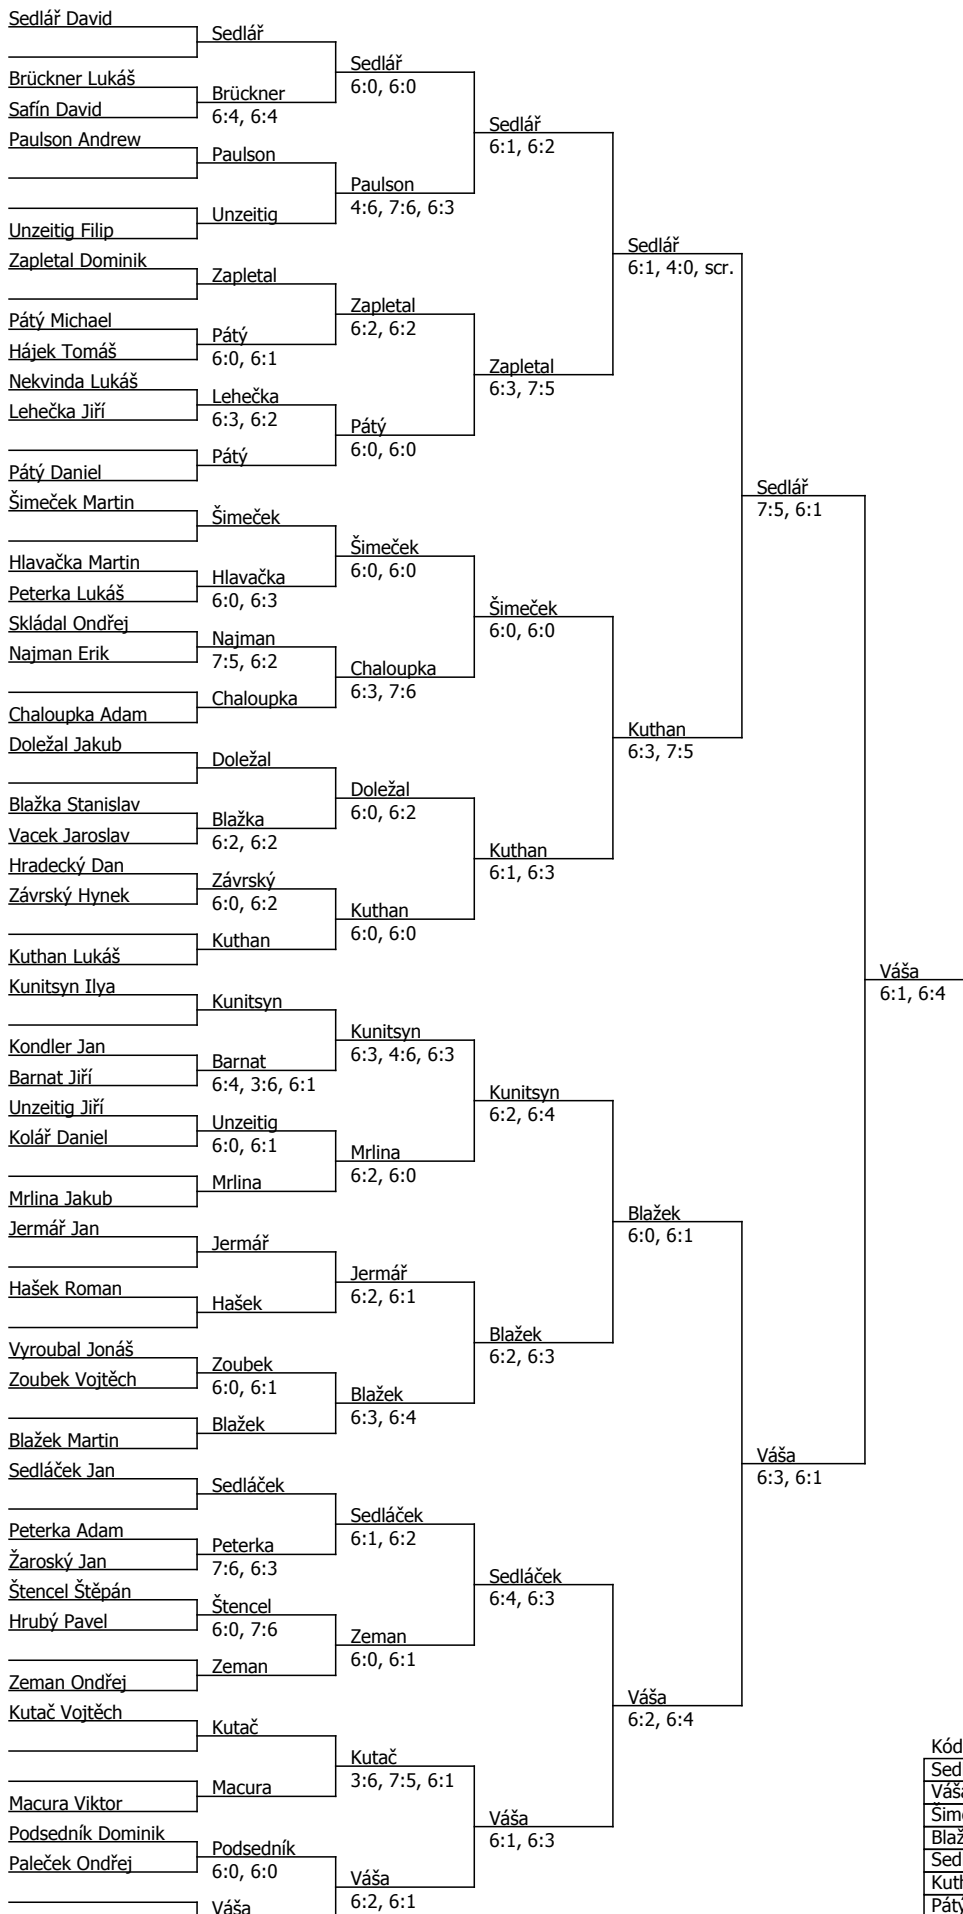 Sedlář David
Sedlář
Sedlář
6:0, 6:0
Brückner Lukáš
Brückner
6:4, 6:4
Safín David
Sedlář
6:1, 6:2
Paulson Andrew
Paulson
Paulson
4:6, 7:6, 6:3
Unzeitig
Unzeitig Filip
Sedlář
6:1, 4:0, scr.
Zapletal Dominik
Zapletal
Zapletal
6:2, 6:2
Pátý Michael
Pátý
6:0, 6:1
Hájek Tomáš
Zapletal
6:3, 7:5
Nekvinda Lukáš
Lehečka
6:3, 6:2
Lehečka Jiří
Pátý
6:0, 6:0
Pátý
Pátý Daniel
Sedlář
7:5, 6:1
Šimeček Martin
Šimeček
Šimeček
6:0, 6:0
Hlavačka Martin
Hlavačka
6:0, 6:3
Peterka Lukáš
Šimeček
6:0, 6:0
Skládal Ondřej
Najman
7:5, 6:2
Najman Erik
Chaloupka
6:3, 7:6
Chaloupka
Chaloupka Adam
Kuthan
6:3, 7:5
Doležal Jakub
Doležal
Doležal
6:0, 6:2
Blažka Stanislav
Blažka
6:2, 6:2
Vacek Jaroslav
Kuthan
6:1, 6:3
Hradecký Dan
Závrský
6:0, 6:2
Závrský Hynek
Kuthan
6:0, 6:0
Kuthan
Kuthan Lukáš
Váša
6:1, 6:4
Kunitsyn Ilya
Kunitsyn
Kunitsyn
6:3, 4:6, 6:3
Kondler Jan
Barnat
6:4, 3:6, 6:1
Barnat Jiří
Kunitsyn
6:2, 6:4
Unzeitig Jiří
Unzeitig
6:0, 6:1
Kolář Daniel
Mrlina
6:2, 6:0
Mrlina
Mrlina Jakub
Blažek
6:0, 6:1
Jermář Jan
Jermář
Jermář
6:2, 6:1
Hašek Roman
Hašek
Blažek
6:2, 6:3
Vyroubal Jonáš
Zoubek
6:0, 6:1
Zoubek Vojtěch
Blažek
6:3, 6:4
Blažek
Blažek Martin
Váša
6:3, 6:1
Sedláček Jan
Sedláček
Sedláček
6:1, 6:2
Peterka Adam
Peterka
7:6, 6:3
Žaroský Jan
Sedláček
6:4, 6:3
Štencel Štěpán
Štencel
6:0, 7:6
Hrubý Pavel
Zeman
6:0, 6:1
Zeman
Zeman Ondřej
Váša
6:2, 6:4
Kutač Vojtěch
Kutač
Kutač
3:6, 7:5, 6:1
Macura
Macura Viktor
Váša
6:1, 6:3
Podsedník Dominik
Podsedník
6:0, 6:0
Paleček Ondřej
Váša
6:2, 6:1
Váša
Kód
Sed
Váš
Šim
Blaž
Sed
Kuth
Pátý